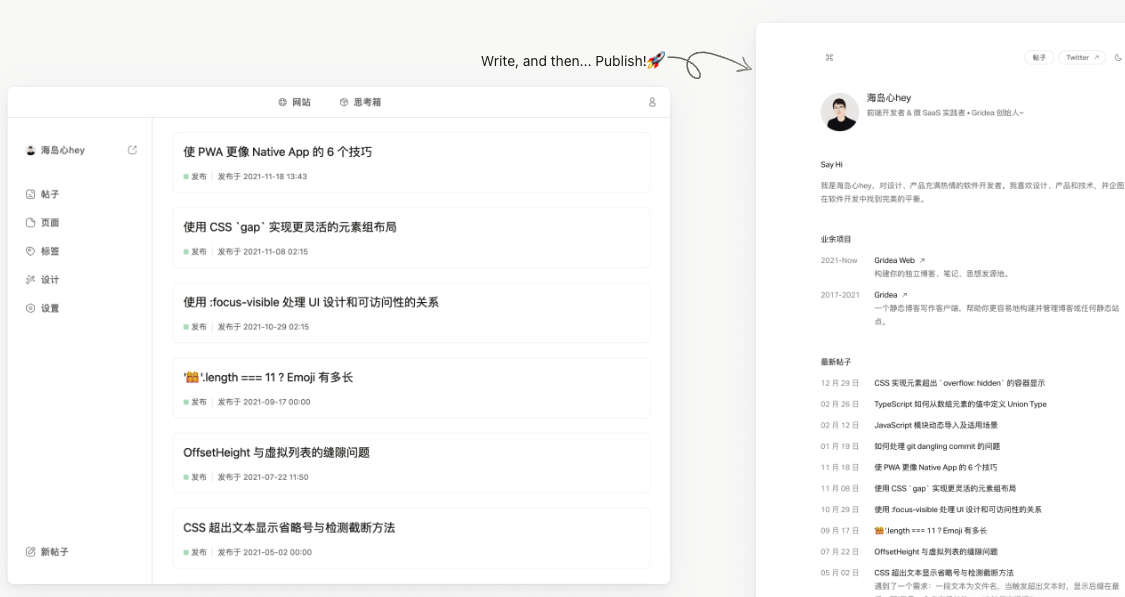 Write, and then... Publish!🚀
网站
思考箱
海岛心hey
帖子
页面
标签
设计
设置
新帖子
使 PWA 更像 Native App 的 6 个技巧
发布 | 发布于 2021-11-18 13:43
使用 CSS `gap` 实现更灵活的元素组布局
发布 | 发布于 2021-11-08 02:15
使用 :focus-visible 处理 UI 设计和可访问性的关系
发布 | 发布于 2021-10-29 02:15
'👨‍👩‍👧‍👦'.length === 11 ? Emoji 有多长
发布 | 发布于 2021-09-17 00:00
OffsetHeight 与虚拟列表的缝隙问题
发布 | 发布于 2021-07-22 11:50
CSS 超出文本显示省略号与检测截断方法
发布 | 发布于 2021-05-02 00:00
帖子
Twitter ↗
海岛心hey
前端开发者 & 微 SaaS 实践者 • Gridea 创始人~
Say Hi
我是海岛心hey，对设计、产品充满热情的软件开发者。我喜欢设计、产品和技术，并企图
在软件开发中找到完美的平衡。
业余项目
2021-Now Gridea Web ↗
构建你的独立博客、笔记、思想发源地。
2017-2021 Gridea ↗
一个静态博客写作客户端，帮助你更容易地构建并管理博客或任何静态站
点。
最新帖子
12 月 29 日 CSS 实现元素超出 `overflow: hidden` 的容器显示
02 月 26 日 TypeScript 如何从数组元素的值中定义 Union Type
02 月 12 日 JavaScript 模块动态导入及适用场景
01 月 19 日 如何处理 git dangling commit 的问题
11 月 18 日 使 PWA 更像 Native App 的 6 个技巧
11 月 08 日 使用 CSS `gap` 实现更灵活的元素组布局
10 月 29 日 使用 :focus-visible 处理 UI 设计和可访问性的关系
09 月 17 日 '👨‍👩‍👧‍👦'.length === 11 ? Emoji 有多长
07 月 22 日 OffsetHeight 与虚拟列表的缝隙问题
05 月 02 日 CSS 超出文本显示省略号与检测截断方法
遇到了一个需求：一段文本为文件名，当触发超出文本时，显示后缀在最